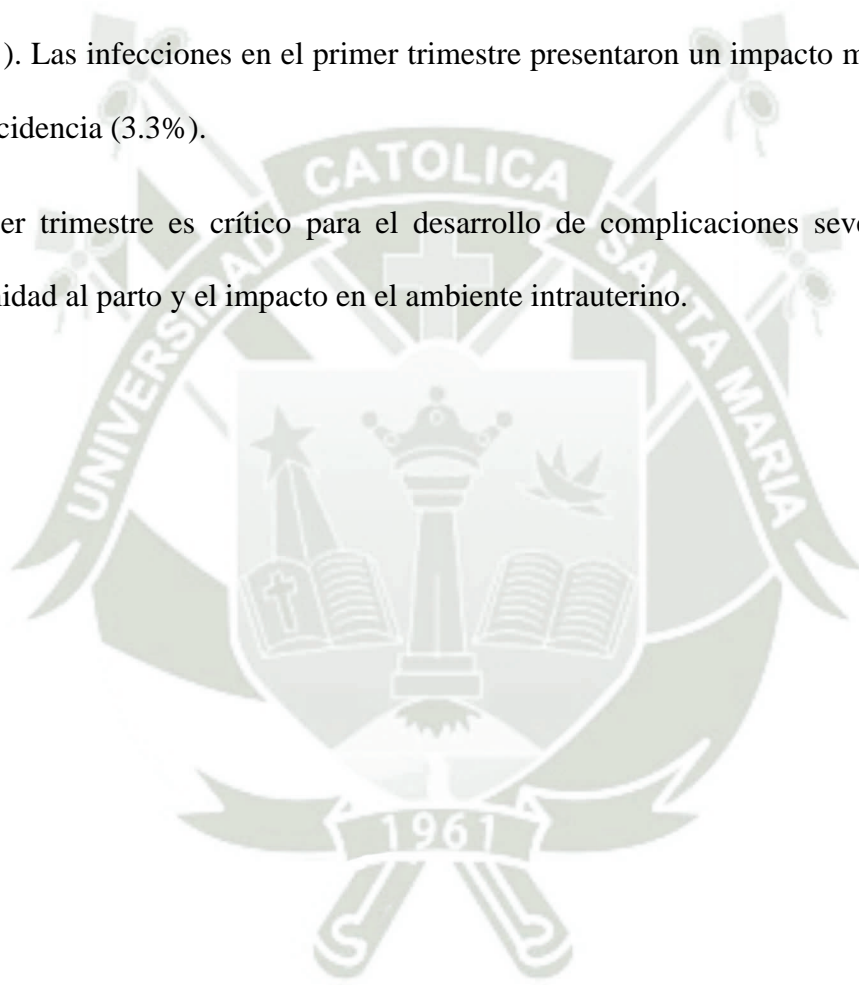 ). Las infecciones en el primer trimestre presentaron un impacto
cidencia (3.3%).
er trimestre es crítico para el desarrollo de complicaciones
idad al parto y el impacto en el ambiente intrauterino.
UNIVERSIDAD CATOLICA SANTA MARIA
1961